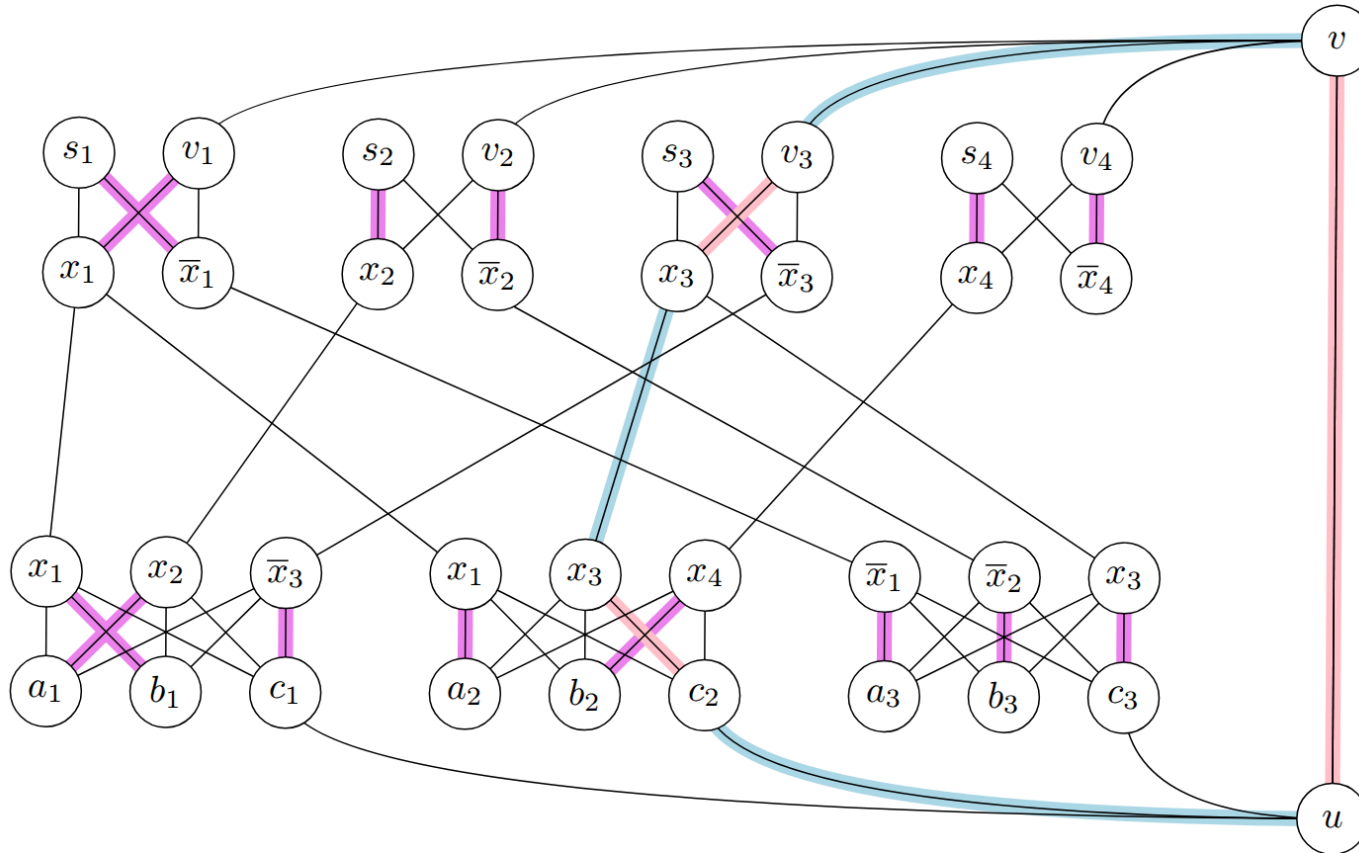 v
s₁ v₁ s₂ v₂ s₃ v₃ s₄ v₄
x₁ x̅₁ x₂ x̅₂ x₃ x̅₃ x₄ x̅₄
x₁ x₂ x̅₃ x₁ x₃ x₄ x̅₁ x̅₂ x₃
a₁ b₁ c₁ a₂ b₂ c₂ a₃ b₃ c₃
u